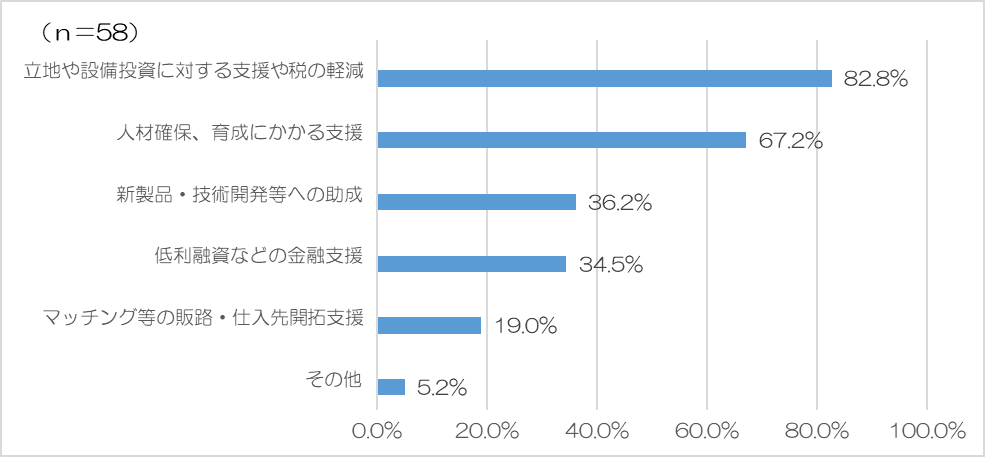 （ｎ＝58）
立地や設備投資に対する支援や税の軽減 82.8%
人材確保、育成にかかる支援 67.2%
新製品・技術開発等への助成 36.2%
低利融資などの金融支援 34.5%
マッチング等の販路・仕入先開拓支援 19.0%
その他 5.2%
0.0% 20.0% 40.0% 60.0% 80.0% 100.0%